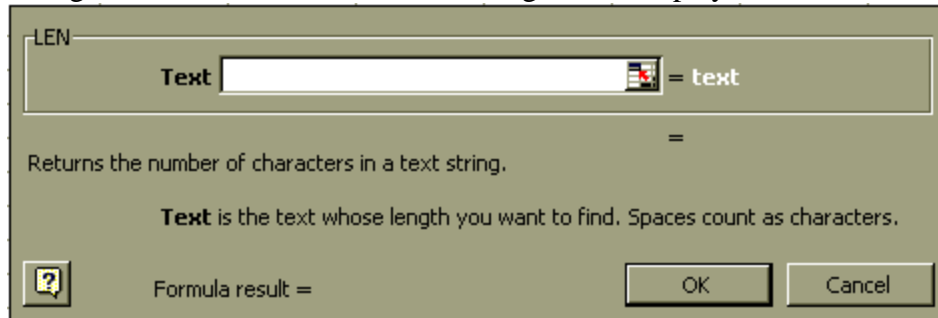 LEN
Text = text
=
Returns the number of characters in a text string.
Text is the text whose length you want to find. Spaces count as characters.
? Formula result = OK Cancel